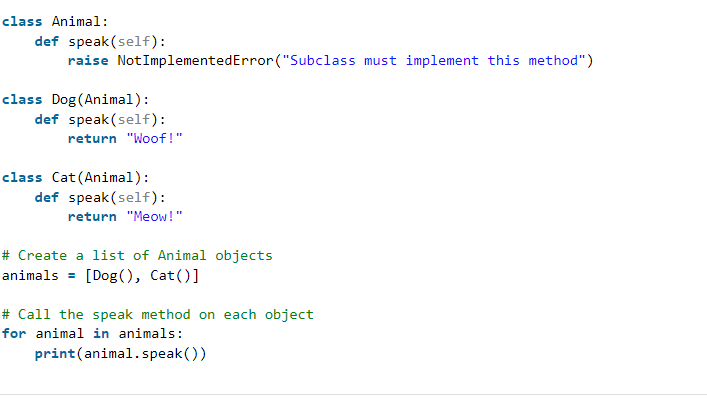 class Animal:
    def speak(self):
        raise NotImplementedError("Subclass must implement this method")

class Dog(Animal):
    def speak(self):
        return "Woof!"

class Cat(Animal):
    def speak(self):
        return "Meow!"

# Create a list of Animal objects
animals = [Dog(), Cat()]

# Call the speak method on each object
for animal in animals:
    print(animal.speak())